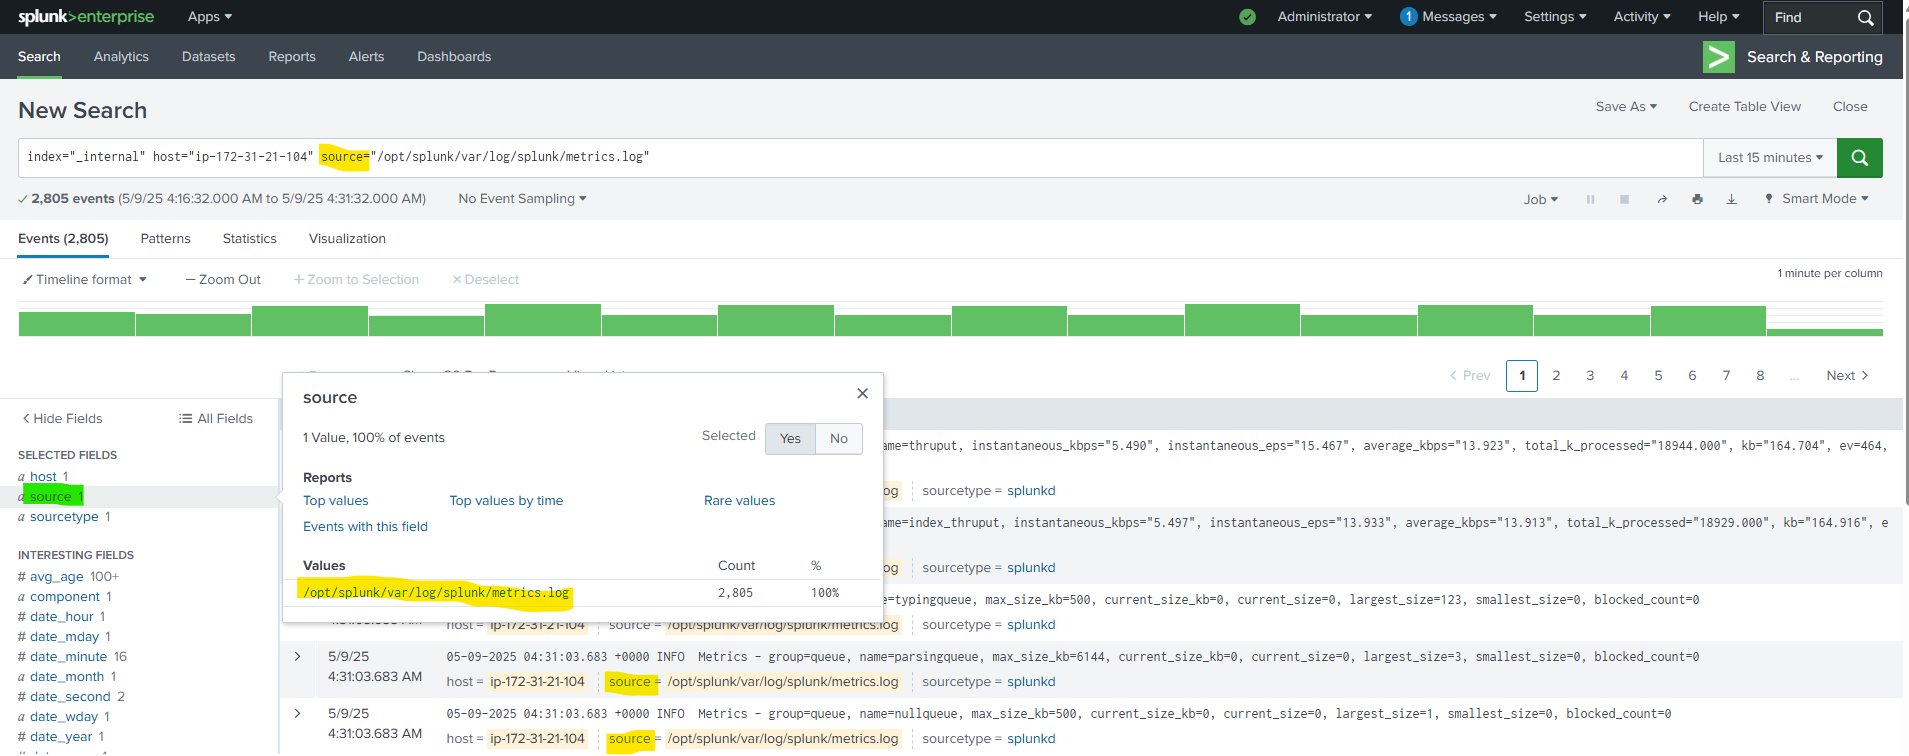 splunk>enterprise Apps Administrator 1 Messages Settings Activity Help Find
Search Analytics Datasets Reports Alerts Dashboards Search & Reporting
New Search Save As Create Table View Close
index="_internal" host="ip-172-31-21-104" source="/opt/splunk/var/log/splunk/metrics.log" Last 15 minutes
2,805 events (5/9/25 4:16:32.000 AM to 5/9/25 4:31:32.000 AM) No Event Sampling Job Smart Mode
Events (2,805) Patterns Statistics Visualization
Timeline format — Zoom Out + Zoom to Selection × Deselect 1 minute per column
< Prev 1 2 3 4 5 6 7 8 ... Next >
< Hide Fields All Fields
SELECTED FIELDS
a host 1
a source 1
a sourcetype 1
INTERESTING FIELDS
# avg_age 100+
a component 1
# date_hour 1
# date_mday 1
# date_minute 16
a date_month 1
# date_second 2
a date_wday 1
# date_year 1
source
1 Value, 100% of events Selected Yes No
Reports
Top values Top values by time Rare values
Events with this field
Values Count %
/opt/splunk/var/log/splunk/metrics.log 2,805 100%
ame=thruput, instantaneous_kbps="5.490", instantaneous_eps="15.467", average_kbps="13.923", total_k_processed="18944.000", kb="164.704", ev=464,
og sourcetype = splunkd
ame=index_thruput, instantaneous_kbps="5.497", instantaneous_eps="13.933", average_kbps="13.913", total_k_processed="18929.000", kb="164.916", e
og sourcetype = splunkd
ame=typingqueue, max_size_kb=500, current_size_kb=0, current_size=0, largest_size=123, smallest_size=0, blocked_count=0
host = ip-172-31-21-104 source = /opt/splunk/var/log/splunk/metrics.log sourcetype = splunkd
> 5/9/25 05-09-2025 04:31:03.683 +0000 INFO Metrics - group=queue, name=parsingqueue, max_size_kb=6144, current_size_kb=0, current_size=0, largest_size=3, smallest_size=0, blocked_count=0
4:31:03.683 AM host = ip-172-31-21-104 source = /opt/splunk/var/log/splunk/metrics.log sourcetype = splunkd
> 5/9/25 05-09-2025 04:31:03.683 +0000 INFO Metrics - group=queue, name=nullqueue, max_size_kb=500, current_size_kb=0, current_size=0, largest_size=1, smallest_size=0, blocked_count=0
4:31:03.683 AM host = ip-172-31-21-104 source = /opt/splunk/var/log/splunk/metrics.log sourcetype = splunkd